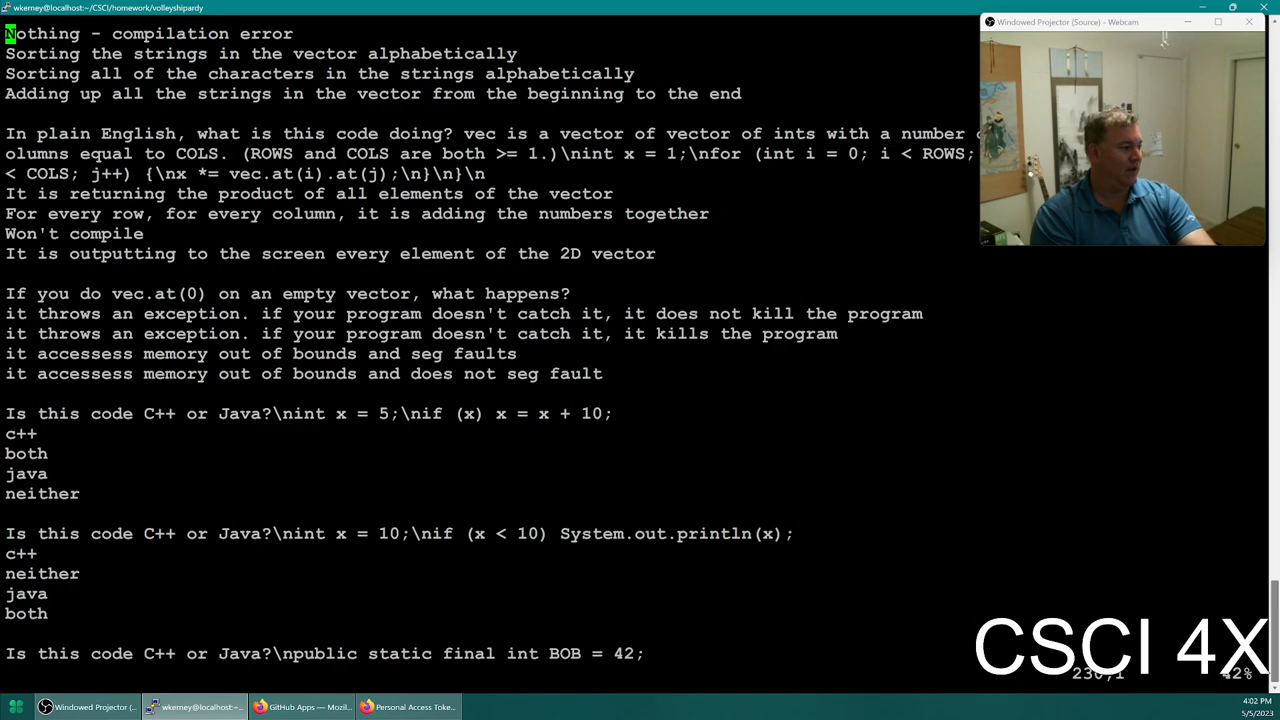 wkerney@localhost:~/CSCI/homework/volleyshipardy
Nothing - compilation error
Sorting the strings in the vector alphabetically
Sorting all of the characters in the strings alphabetically
Adding up all the strings in the vector from the beginning to the end
In plain English, what is this code doing? vec is a vector of vector of ints with a number
olumns equal to COLS. (ROWS and COLS are both >= 1.)\nint x = 1;\nfor (int i = 0; i < ROWS;
< COLS; j++) {\nx *= vec.at(i).at(j);\n}\n}\n
It is returning the product of all elements of the vector
For every row, for every column, it is adding the numbers together
Won't compile
It is outputting to the screen every element of the 2D vector
If you do vec.at(0) on an empty vector, what happens?
it throws an exception. if your program doesn't catch it, it does not kill the program
it throws an exception. if your program doesn't catch it, it kills the program
it accessess memory out of bounds and seg faults
it accessess memory out of bounds and does not seg fault
Is this code C++ or Java?\nint x = 5;\nif (x) x = x + 10;
c++
both
java
neither
Is this code C++ or Java?\nint x = 10;\nif (x < 10) System.out.println(x);
c++
neither
java
both
Is this code C++ or Java?\npublic static final int BOB = 42;
230,1 42%
Windowed Projector (Source) - Webcam
CSCI 4X
Windowed Projector (...
wkerney@localhost:~...
GitHub Apps — Mozil...
Personal Access Toke...
4:02 PM
5/5/2023